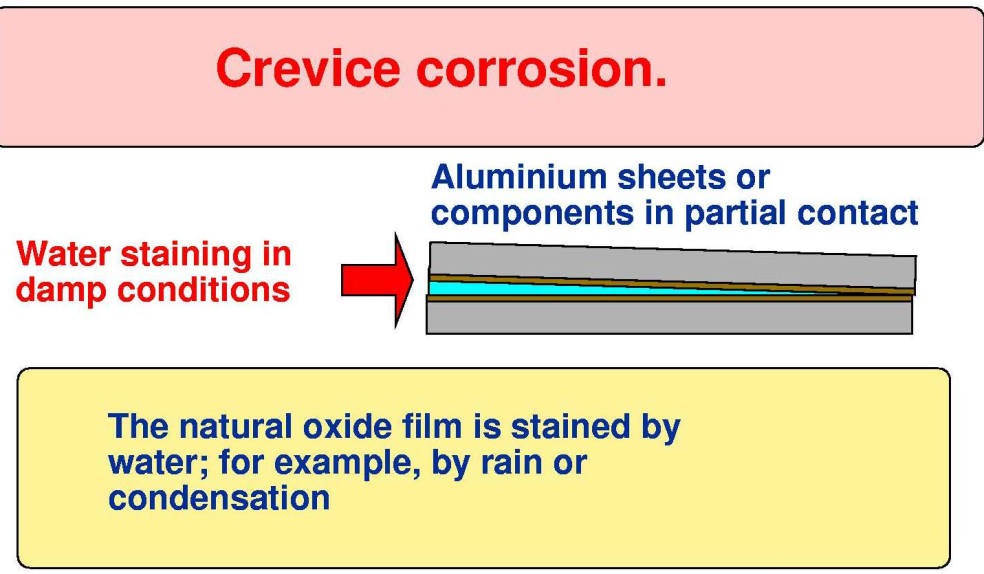 Crevice corrosion.
Aluminium sheets or
components in partial contact
Water staining in
damp conditions
The natural oxide film is stained by
water; for example, by rain or
condensation